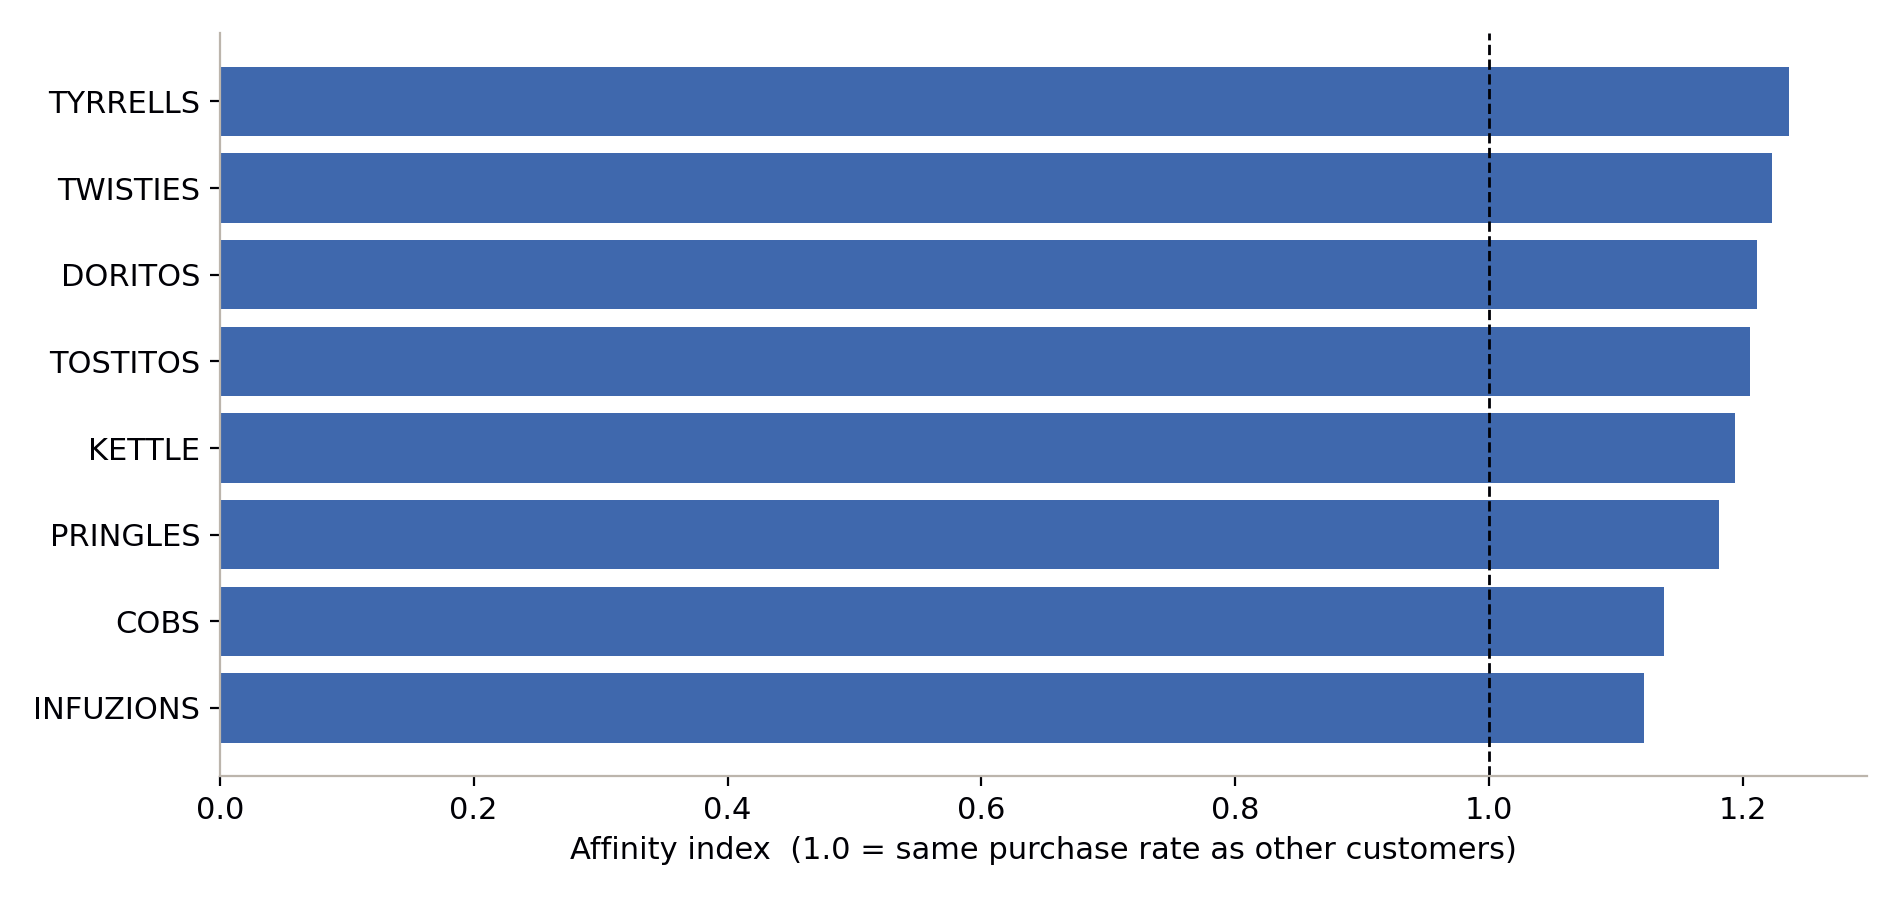 TYRRELLS
TWISTIES
DORITOS
TOSTITOS
KETTLE
PRINGLES
COBS
INFUZIONS
0.0 0.2 0.4 0.6 0.8 1.0 1.2
Affinity index  (1.0 = same purchase rate as other customers)